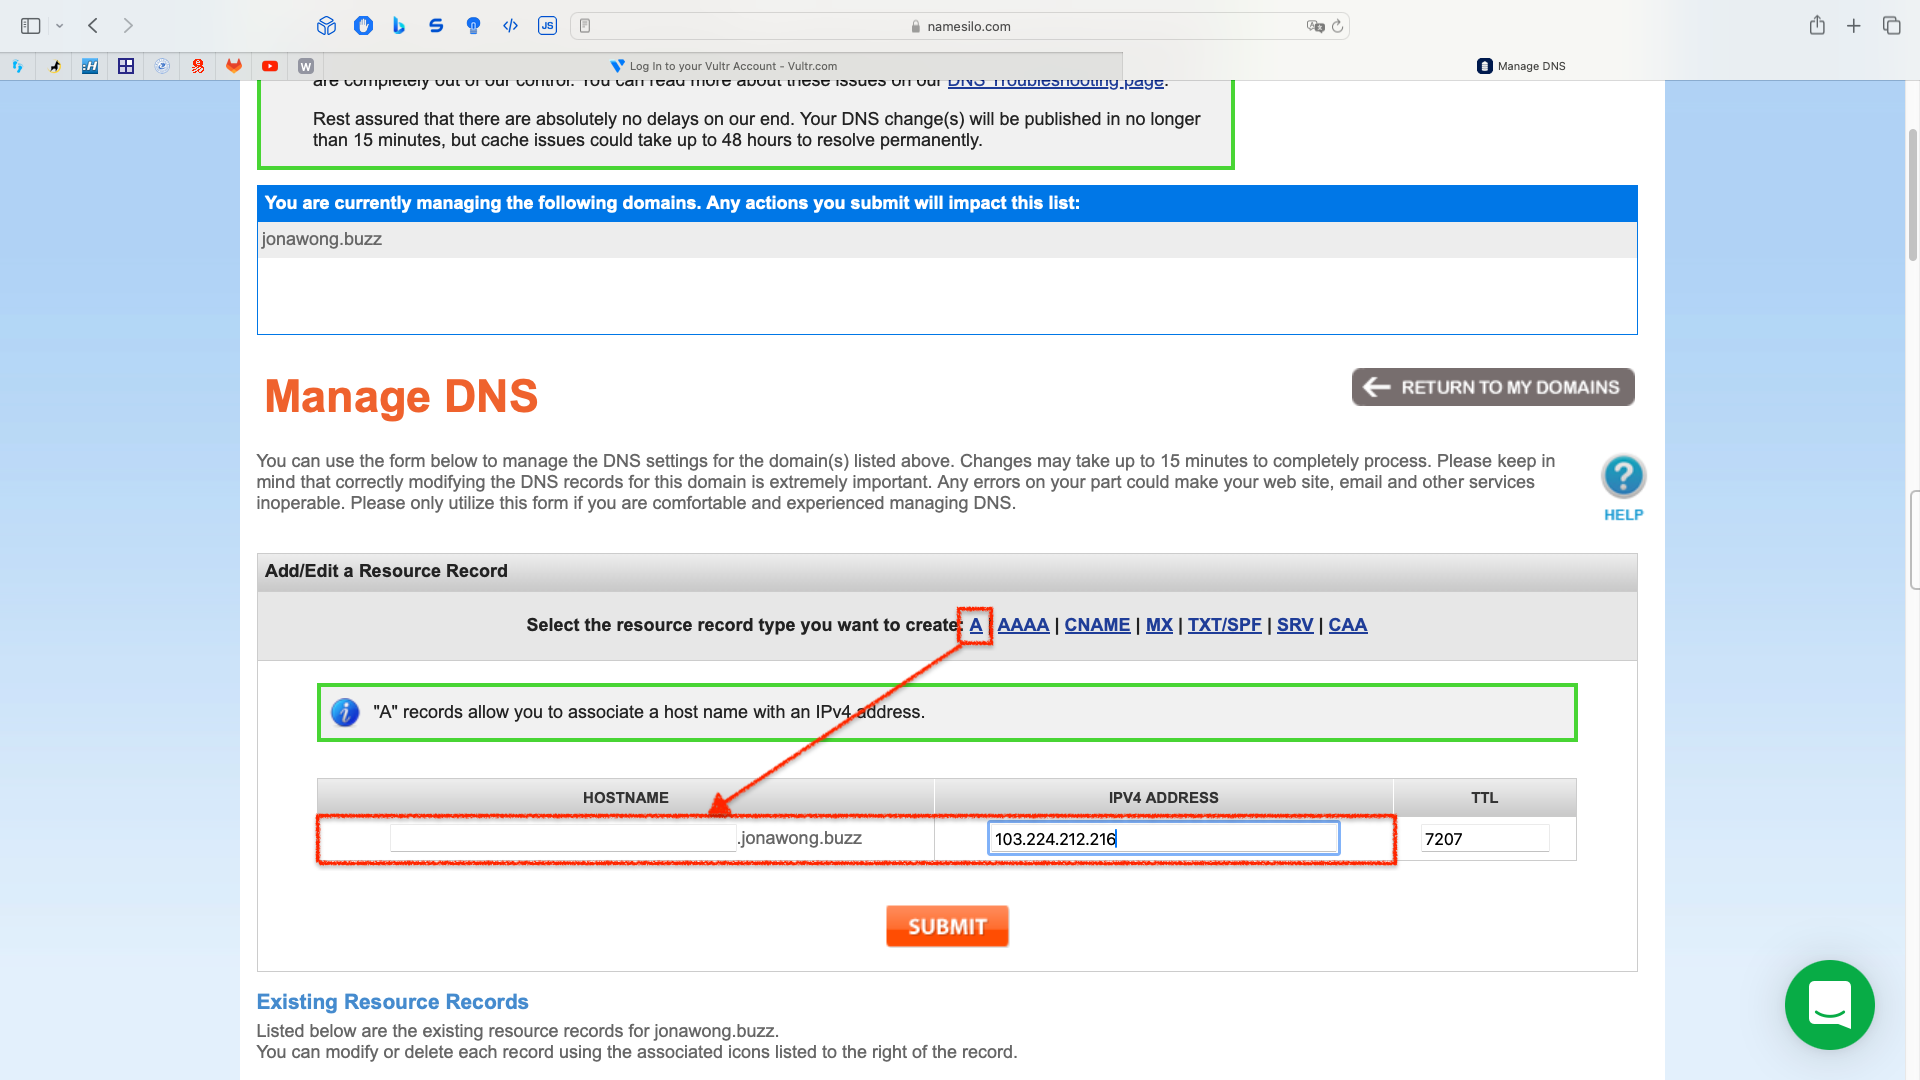 namesilo.com
JS
:H
W
Log In to your Vultr Account - Vultr.com
Manage DNS
are completely out of our control. You can read more about these issues on our DNS Troubleshooting page.
Rest assured that there are absolutely no delays on our end. Your DNS change(s) will be published in no longer
than 15 minutes, but cache issues could take up to 48 hours to resolve permanently.
You are currently managing the following domains. Any actions you submit will impact this list:
jonawong.buzz
Manage DNS
RETURN TO MY DOMAINS
You can use the form below to manage the DNS settings for the domain(s) listed above. Changes may take up to 15 minutes to completely process. Please keep in
mind that correctly modifying the DNS records for this domain is extremely important. Any errors on your part could make your web site, email and other services
inoperable. Please only utilize this form if you are comfortable and experienced managing DNS.
HELP
Add/Edit a Resource Record
Select the resource record type you want to create: A | AAAA | CNAME | MX | TXT/SPF | SRV | CAA
"A" records allow you to associate a host name with an IPv4 address.
HOSTNAME IPV4 ADDRESS TTL
.jonawong.buzz 103.224.212.216 7207
SUBMIT
Existing Resource Records
Listed below are the existing resource records for jonawong.buzz.
You can modify or delete each record using the associated icons listed to the right of the record.